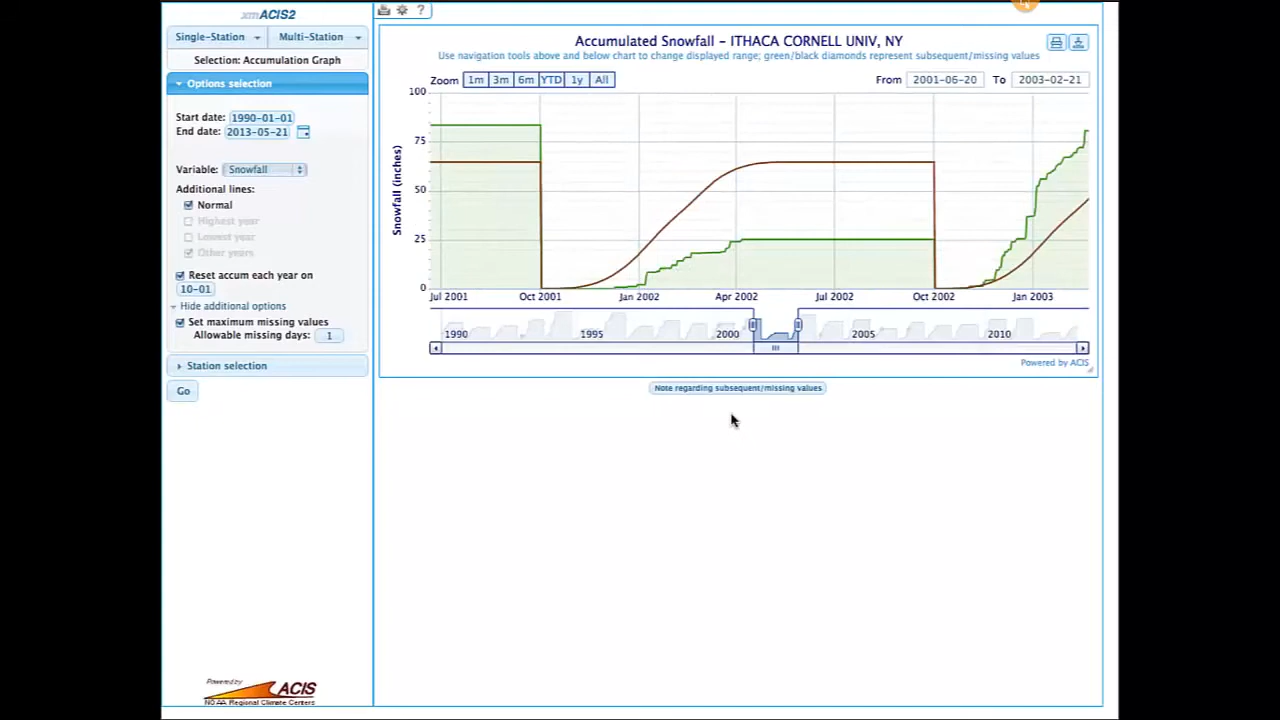 xmACIS2
Single-Station
Multi-Station
Selection: Accumulation Graph
Options selection
Start date: 1990-01-01
End date: 2013-05-21
Variable: Snowfall
Additional lines:
Normal
Highest year
Lowest year
Other years
Reset accum each year on
10-01
Hide additional options
Set maximum missing values
Allowable missing days: 1
Station selection
Go
Powered by
ACIS
NOAA Regional Climate Centers
?
Accumulated Snowfall - ITHACA CORNELL UNIV, NY
Use navigation tools above and below chart to change displayed range; green/black diamonds represent subsequent/missing values
Zoom 1m 3m 6m YTD 1y All
From 2001-06-20 To 2003-02-21
Snowfall (inches)
100
75
50
25
0
Jul 2001 Oct 2001 Jan 2002 Apr 2002 Jul 2002 Oct 2002 Jan 2003
1990 1995 2000 2005 2010
Powered by ACIS
Note regarding subsequent/missing values